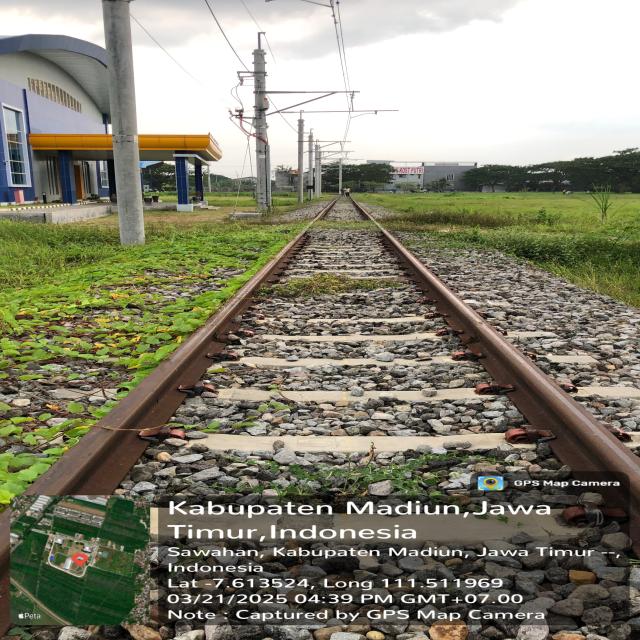 GPS Map Camera
Kabupaten Madiun,Jawa
Timur,Indonesia
Sawahan, Kabupaten Madiun, Jawa Timur --,
Indonesia
Lat -7.613524, Long 111.511969
03/21/2025 04:39 PM GMT+07.00
Note : Captured by GPS Map Camera
Peta